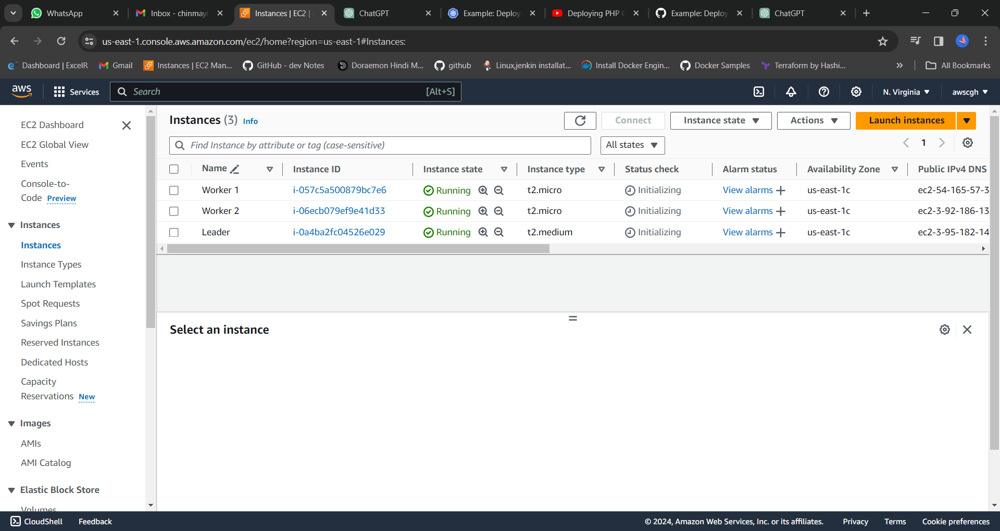 WhatsApp
Inbox - chinmayi
Instances | EC2 |
ChatGPT
Example: Deploy
Deploying PHP
Example: Deploy
ChatGPT
us-east-1.console.aws.amazon.com/ec2/home?region=us-east-1#Instances:
Dashboard | ExcelR
Gmail
Instances | EC2 Man...
GitHub - dev Notes
Doraemon Hindi M...
github
Linux,jenkin installat...
Install Docker Engin...
Docker Samples
Terraform by Hashi...
All Bookmarks
aws
Services
Search
[Alt+S]
N. Virginia
awscgh
EC2 Dashboard
EC2 Global View
Events
Console-to-
Code Preview
Instances
Instances
Instance Types
Launch Templates
Spot Requests
Savings Plans
Reserved Instances
Dedicated Hosts
Capacity
Reservations New
Images
AMIs
AMI Catalog
Elastic Block Store
Volumes
Instances (3) Info
Connect
Instance state
Actions
Launch instances
Find Instance by attribute or tag (case-sensitive)
All states
1
Name Instance ID Instance state Instance type Status check Alarm status Availability Zone Public IPv4 DNS
Worker 1 i-057c5a500879bc7e6 Running t2.micro Initializing View alarms us-east-1c ec2-54-165-57-3
Worker 2 i-06ecb079ef9e41d33 Running t2.micro Initializing View alarms us-east-1c ec2-3-92-186-13
Leader i-0a4ba2fc04526e029 Running t2.medium Initializing View alarms us-east-1c ec2-3-95-182-14
Select an instance
CloudShell
Feedback
© 2024, Amazon Web Services, Inc. or its affiliates.
Privacy
Terms
Cookie preferences